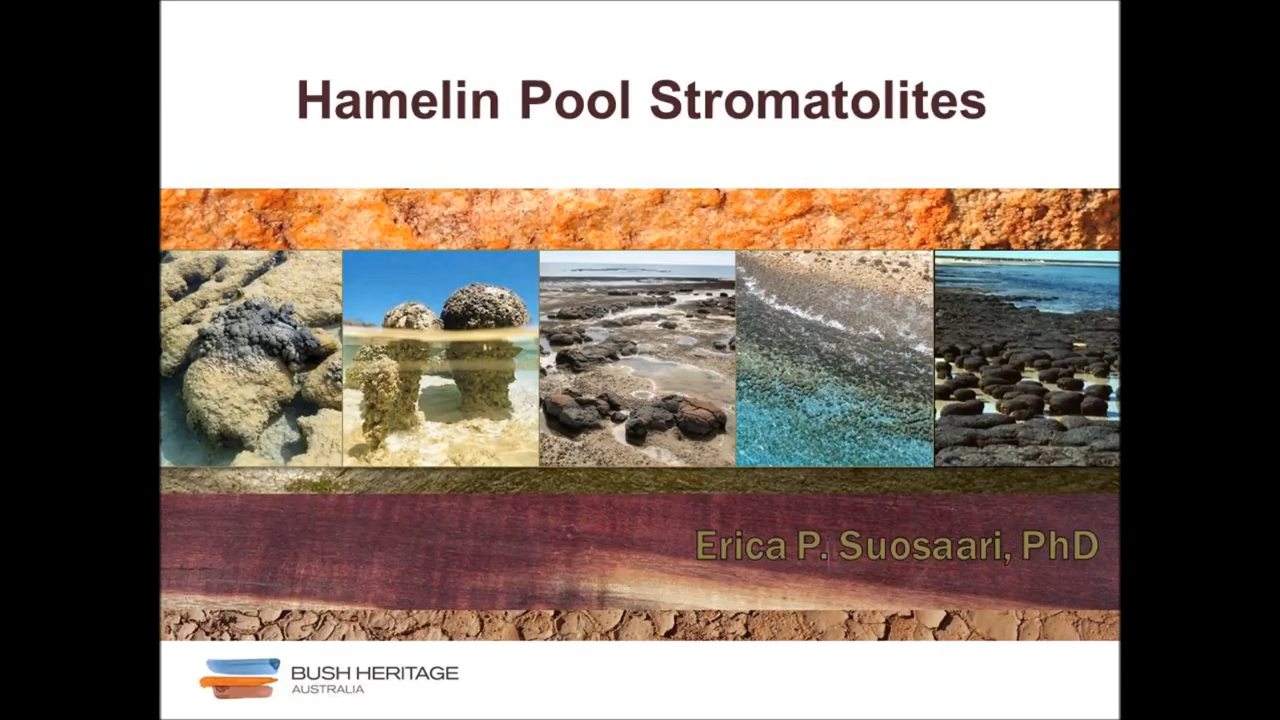 Hamelin Pool Stromatolites
Erica P. Suosaari, PhD
BUSH HERITAGE
AUSTRALIA